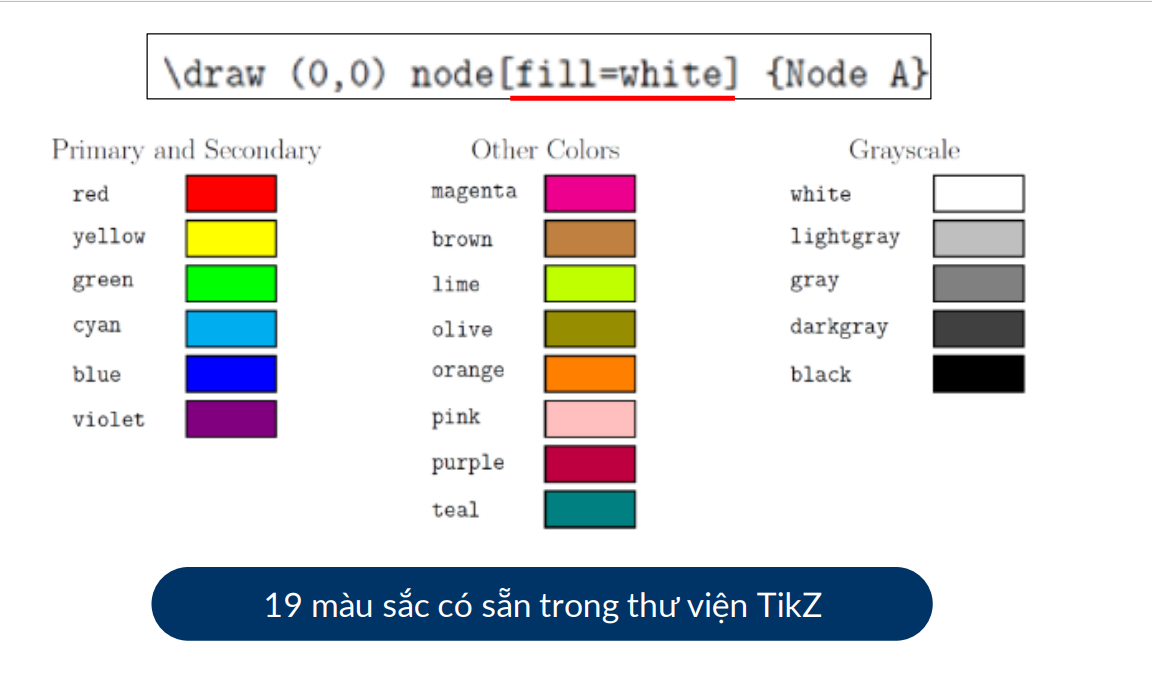 \draw (0,0) node[fill=white] {Node A}
Primary and Secondary
red
yellow
green
cyan
blue
violet
Other Colors
magenta
brown
lime
olive
orange
pink
purple
teal
Grayscale
white
lightgray
gray
darkgray
black
19 màu sắc có sẵn trong thư viện TikZ